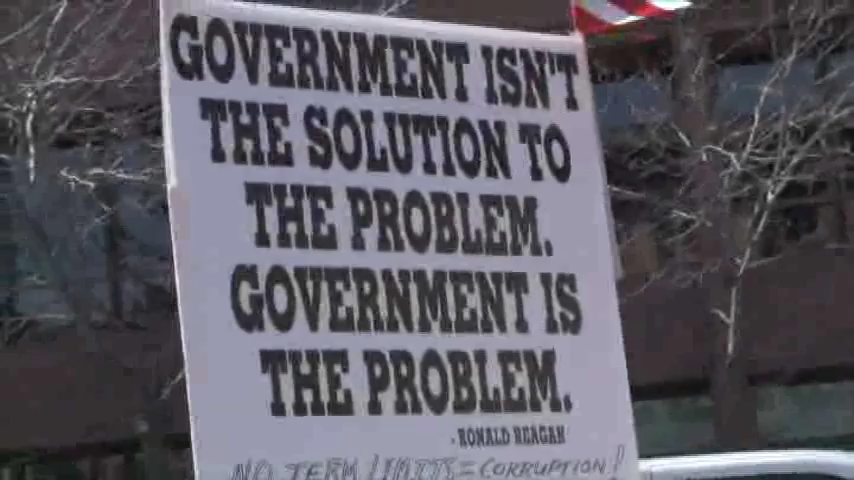 GOVERNMENT ISN'T
THE SOLUTION TO
THE PROBLEM.
GOVERNMENT IS
THE PROBLEM.
- RONALD REAGAN
NO TERM LIMITS = CORRUPTION!